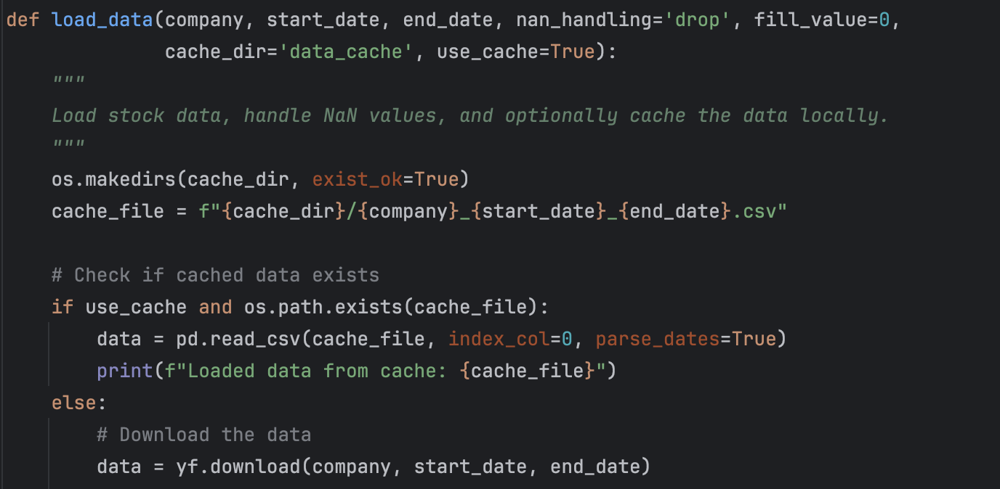 def load_data(company, start_date, end_date, nan_handling='drop', fill_value=0,
              cache_dir='data_cache', use_cache=True):
    """
    Load stock data, handle NaN values, and optionally cache the data locally.
    """
    os.makedirs(cache_dir, exist_ok=True)
    cache_file = f"{cache_dir}/{company}_{start_date}_{end_date}.csv"

    # Check if cached data exists
    if use_cache and os.path.exists(cache_file):
        data = pd.read_csv(cache_file, index_col=0, parse_dates=True)
        print(f"Loaded data from cache: {cache_file}")
    else:
        # Download the data
        data = yf.download(company, start_date, end_date)